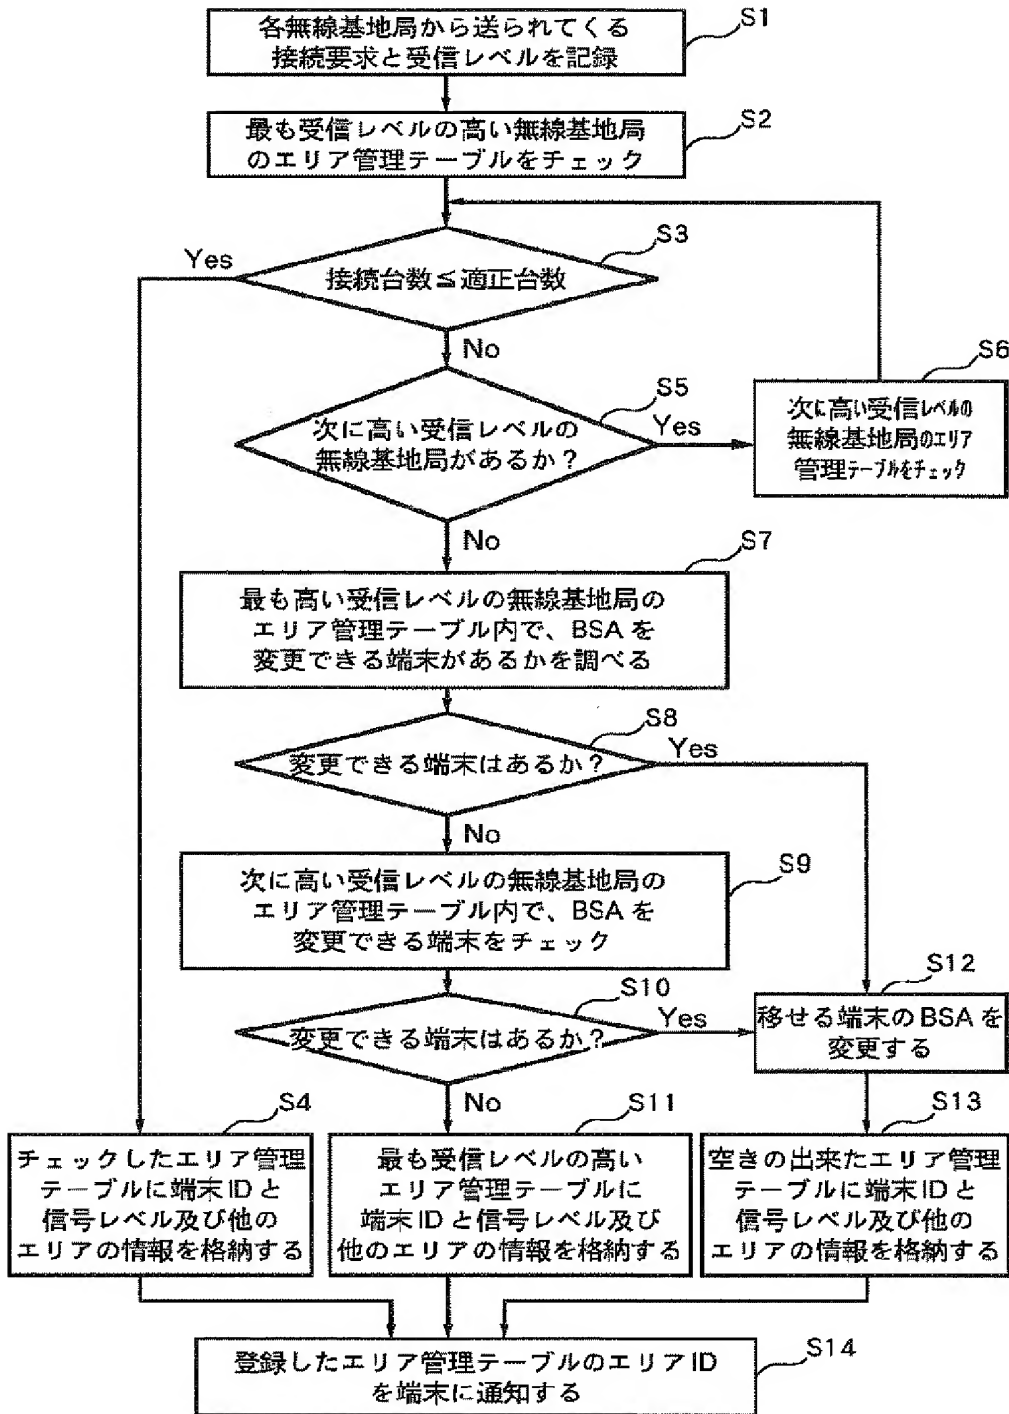 S1
各無線基地局から送られてくる
接続要求と受信レベルを記録
S2
最も受信レベルの高い無線基地局
のエリア管理テーブルをチェック
S3
Yes
接続台数≦適正台数
No
S5
次に高い受信レベルの
無線基地局があるか?
Yes
S6
次に高い受信レベルの
無線基地局のエリア
管理テーブルをチェック
No
S7
最も高い受信レベルの無線基地局の
エリア管理テーブル内で、BSAを
変更できる端末があるかを調べる
S8
変更できる端末はあるか?
Yes
No
S9
次に高い受信レベルの無線基地局の
エリア管理テーブル内で、BSAを
変更できる端末をチェック
S10
変更できる端末はあるか?
Yes
S12
移せる端末のBSAを
変更する
No
S4
チェックしたエリア管理
テーブルに端末IDと
信号レベル及び他の
エリアの情報を格納する
S11
最も受信レベルの高い
エリア管理テーブルに
端末IDと信号レベル及び
他のエリアの情報を格納する
S13
空きの出来たエリア管理
テーブルに端末IDと
信号レベル及び他の
エリアの情報を格納する
S14
登録したエリア管理テーブルのエリアID
を端末に通知する